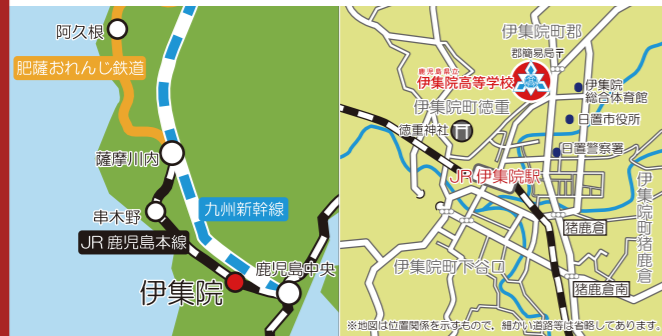 阿久根
肥薩おれんじ鉄道
薩摩川内
串木野
九州新幹線
JR 鹿児島本線
伊集院
鹿児島中央
伊集院町郡
郡簡易局〒
鹿児島県立
伊集院高等学校
伊集院
総合体育館
伊集院町徳重
日置市役所
徳重神社
日置警察署
JR 伊集院駅
伊集院町猪鹿倉
猪鹿倉
伊集院町下谷口
猪鹿倉南
※地図は位置関係を示すもので、細かい道路等は省略してあります。